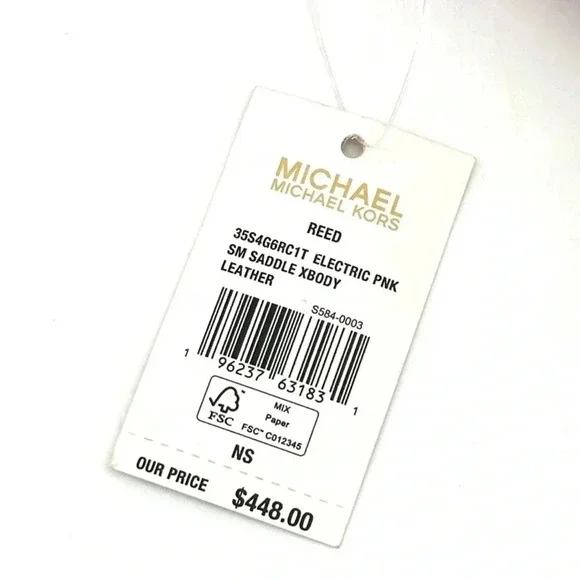 MICHAEL
MICHAEL KORS
REED
35S4G6RC1T ELECTRIC PNK
SM SADDLE XBODY
LEATHER
S584-0003
1 96237 63183 1
FSC
MIX
Paper
FSC™ C012345
NS
OUR PRICE $448.00